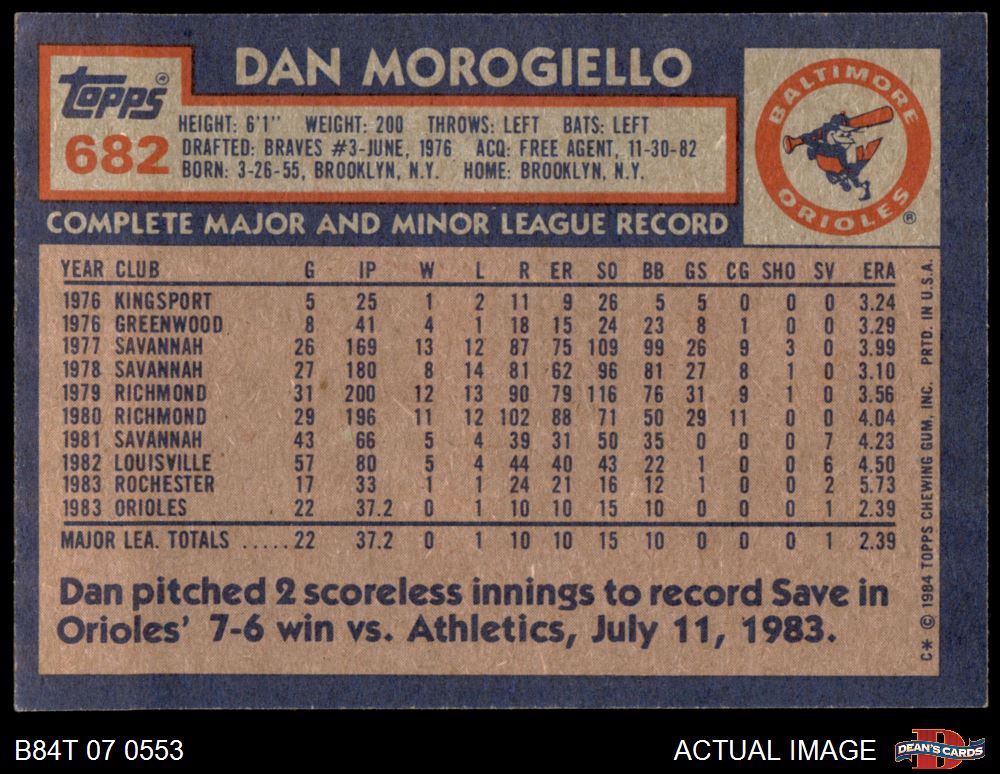 DAN MOROGIELLO
Topps®
682
HEIGHT: 6'1" WEIGHT: 200 THROWS: LEFT BATS: LEFT
DRAFTED: BRAVES #3-JUNE, 1976 ACQ: FREE AGENT, 11-30-82
BORN: 3-26-55, BROOKLYN, N.Y. HOME: BROOKLYN, N.Y.
BALTIMORE
ORIOLES®
COMPLETE MAJOR AND MINOR LEAGUE RECORD
YEAR CLUB G IP W L R ER SO BB GS CG SHO SV ERA
1976 KINGSPORT 5 25 1 2 11 9 26 5 5 0 0 0 3.24
1976 GREENWOOD 8 41 4 1 18 15 24 23 8 1 0 0 3.29
1977 SAVANNAH 26 169 13 12 87 75 109 99 26 9 3 0 3.99
1978 SAVANNAH 27 180 8 14 81 62 96 81 27 8 1 0 3.10
1979 RICHMOND 31 200 12 13 90 79 116 76 31 9 1 0 3.56
1980 RICHMOND 29 196 11 12 102 88 71 50 29 11 0 0 4.04
1981 SAVANNAH 43 66 5 4 39 31 50 35 0 0 0 7 4.23
1982 LOUISVILLE 57 80 5 4 44 40 43 22 1 0 0 6 4.50
1983 ROCHESTER 17 33 1 1 24 21 16 12 1 0 0 2 5.73
1983 ORIOLES 22 37.2 0 1 10 10 15 10 0 0 0 1 2.39
MAJOR LEA. TOTALS .....22 37.2 0 1 10 10 15 10 0 0 0 1 2.39
Dan pitched 2 scoreless innings to record Save in
Orioles' 7-6 win vs. Athletics, July 11, 1983.
C* © 1984 TOPPS CHEWING GUM, INC. PRTD. IN U.S.A.
B84T 07 0553
ACTUAL IMAGE
D
DEAN'S CARDS